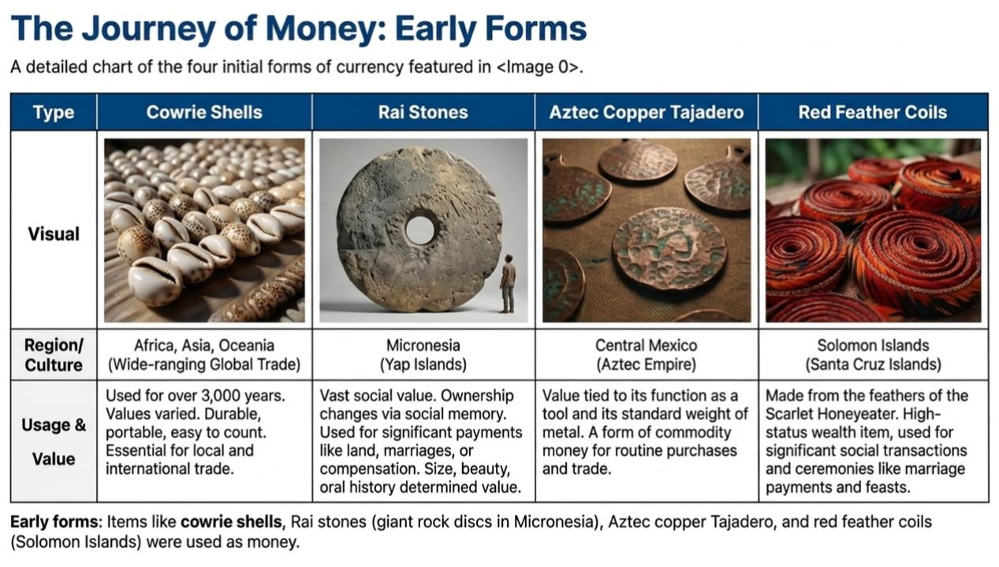 The Journey of Money: Early Forms
A detailed chart of the four initial forms of currency featured in <Image 0>.
Type
Cowrie Shells
Rai Stones
Aztec Copper Tajadero
Red Feather Coils
Visual
Region/
Culture
Africa, Asia, Oceania
(Wide-ranging Global Trade)
Micronesia
(Yap Islands)
Central Mexico
(Aztec Empire)
Solomon Islands
(Santa Cruz Islands)
Usage &
Value
Used for over 3,000 years.
Values varied. Durable,
portable, easy to count.
Essential for local and
international trade.
Vast social value. Ownership
changes via social memory.
Used for significant payments
like land, marriages, or
compensation. Size, beauty,
oral history determined value.
Value tied to its function as a
tool and its standard weight of
metal. A form of commodity
money for routine purchases
and trade.
Made from the feathers of the
Scarlet Honeyeater. High-
status wealth item, used for
significant social transactions
and ceremonies like marriage
payments and feasts.
Early forms: Items like cowrie shells, Rai stones (giant rock discs in Micronesia), Aztec copper Tajadero, and red feather coils
(Solomon Islands) were used as money.